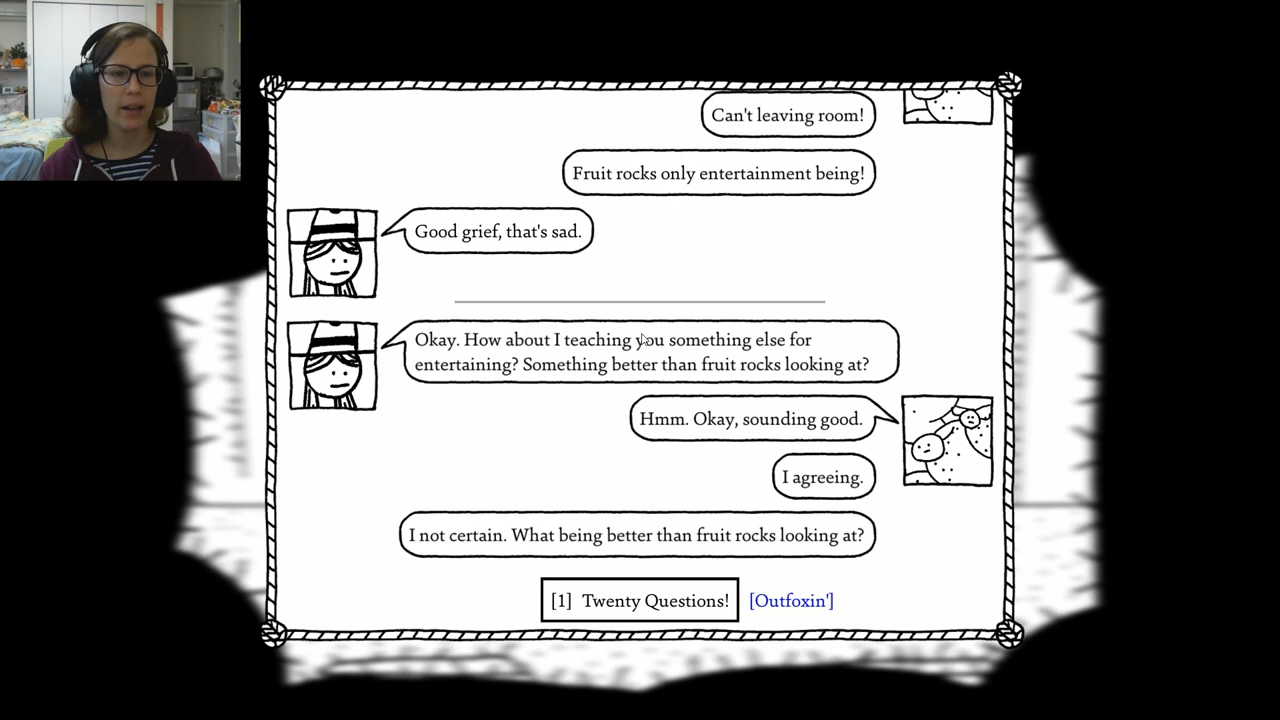 Can't leaving room!
Fruit rocks only entertainment being!
Good grief, that's sad.
Okay. How about I teaching you something else for
entertaining? Something better than fruit rocks looking at?
Hmm. Okay, sounding good.
I agreeing.
I not certain. What being better than fruit rocks looking at?
[1] Twenty Questions! [Outfoxin']